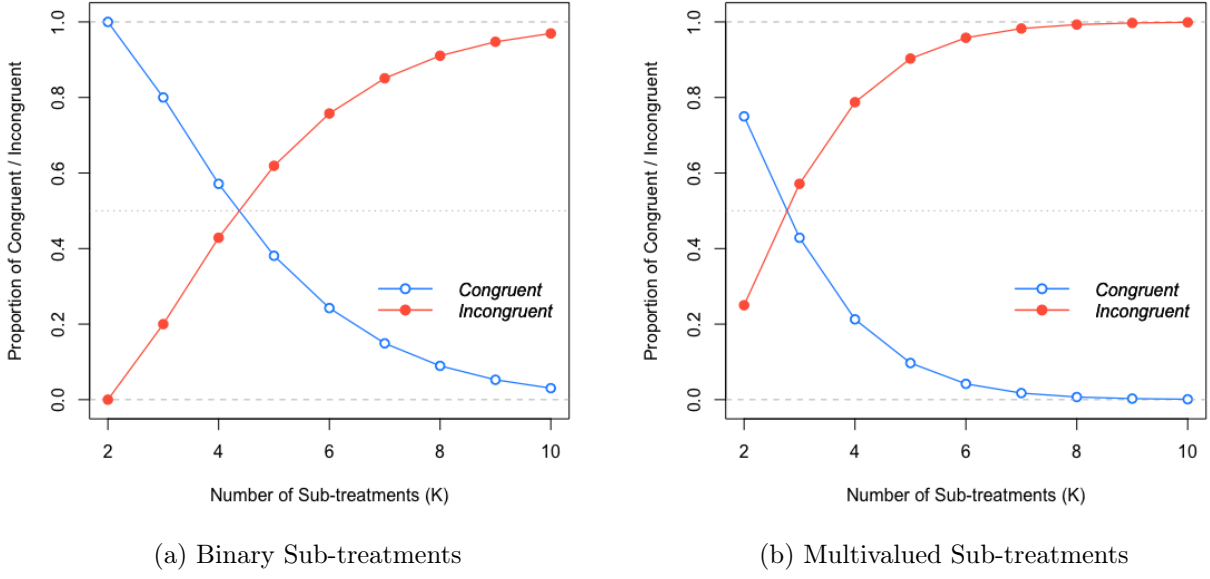 Proportion of Congruent / Incongruent
1.0
0.8
0.6
0.4
0.2
0.0
Congruent
Incongruent
2
4
6
8
10
Number of Sub-treatments (K)
(a) Binary Sub-treatments
Proportion of Congruent / Incongruent
1.0
0.8
0.6
0.4
0.2
0.0
Congruent
Incongruent
2
4
6
8
10
Number of Sub-treatments (K)
(b) Multivalued Sub-treatments